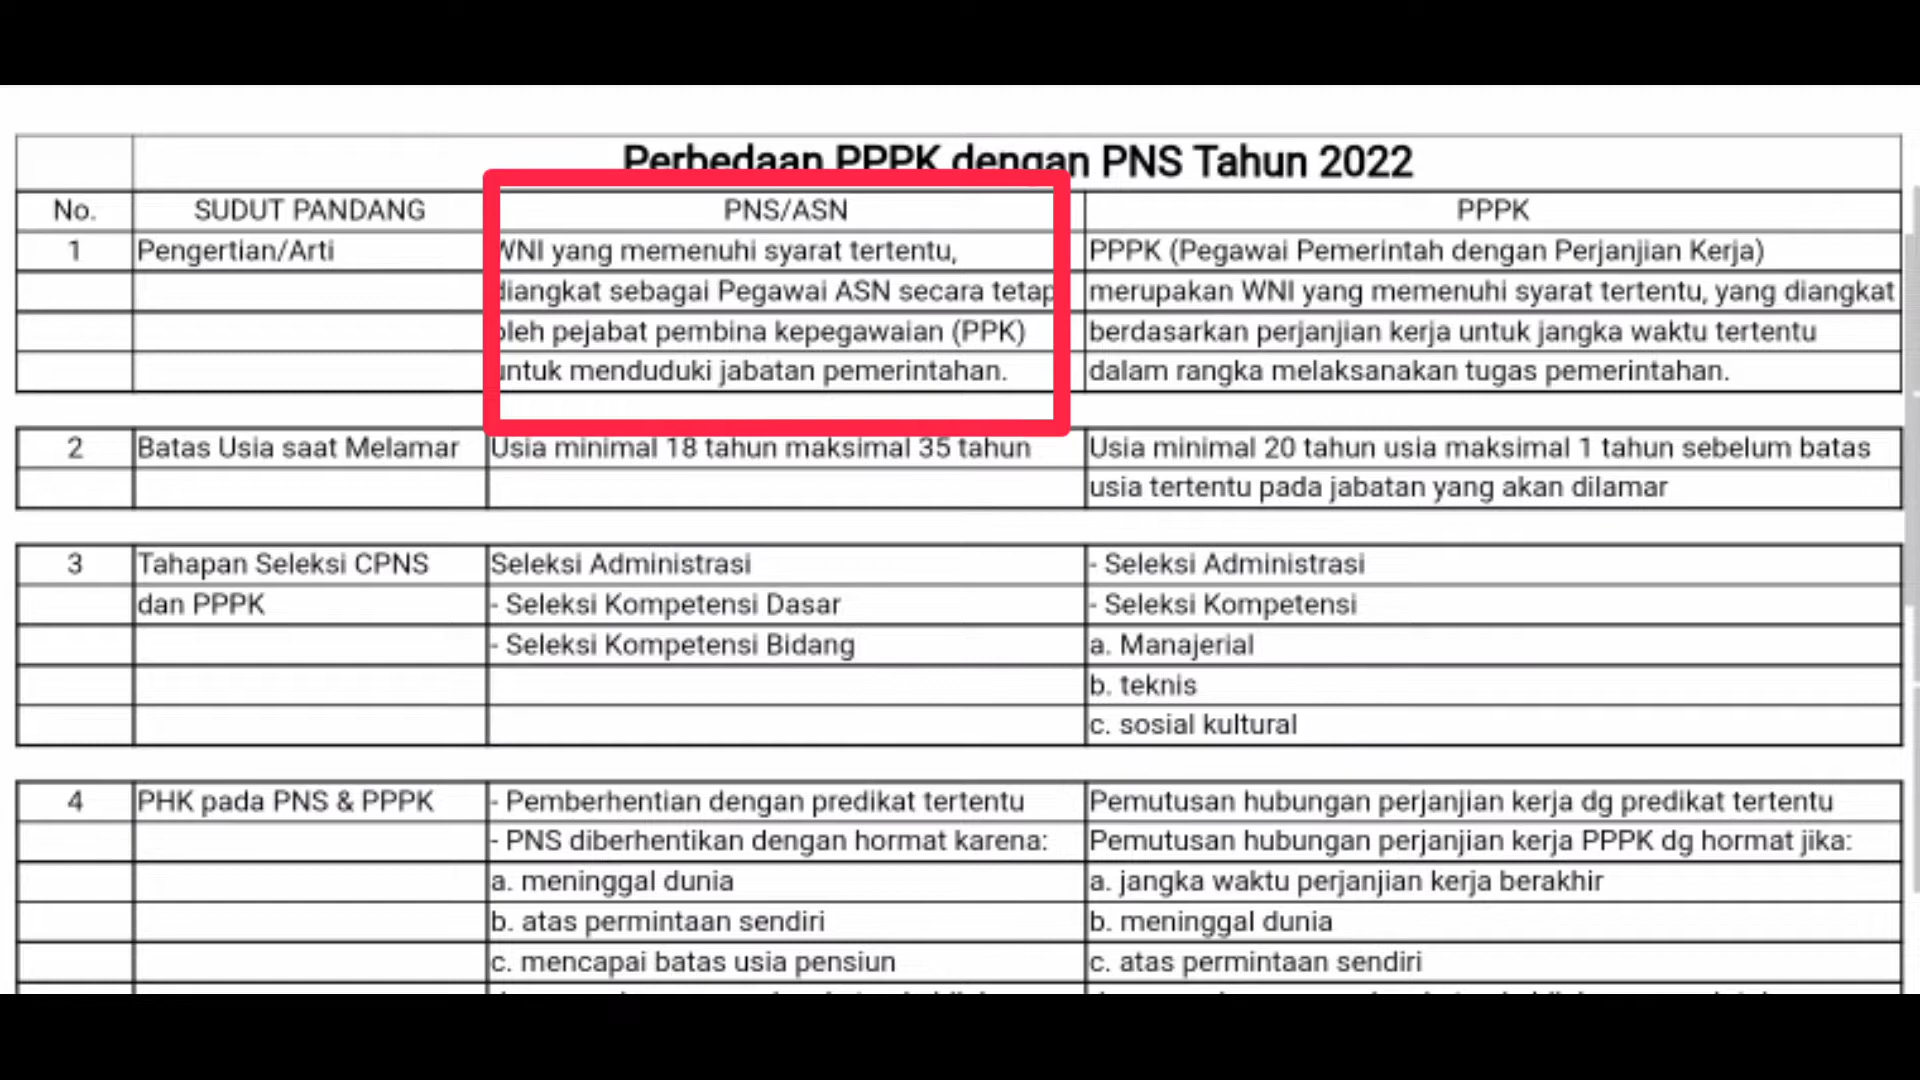 Perbedaan PPPK dengan PNS Tahun 2022
No. SUDUT PANDANG PNS/ASN PPPK
1 Pengertian/Arti WNI yang memenuhi syarat tertentu, PPPK (Pegawai Pemerintah dengan Perjanjian Kerja)
diangkat sebagai Pegawai ASN secara tetap merupakan WNI yang memenuhi syarat tertentu, yang diangkat
oleh pejabat pembina kepegawaian (PPK) berdasarkan perjanjian kerja untuk jangka waktu tertentu
untuk menduduki jabatan pemerintahan. dalam rangka melaksanakan tugas pemerintahan.
2 Batas Usia saat Melamar Usia minimal 18 tahun maksimal 35 tahun Usia minimal 20 tahun usia maksimal 1 tahun sebelum batas
usia tertentu pada jabatan yang akan dilamar
3 Tahapan Seleksi CPNS Seleksi Administrasi - Seleksi Administrasi
dan PPPK - Seleksi Kompetensi Dasar - Seleksi Kompetensi
- Seleksi Kompetensi Bidang a. Manajerial
b. teknis
c. sosial kultural
4 PHK pada PNS & PPPK - Pemberhentian dengan predikat tertentu Pemutusan hubungan perjanjian kerja dg predikat tertentu
- PNS diberhentikan dengan hormat karena: Pemutusan hubungan perjanjian kerja PPPK dg hormat jika:
a. meninggal dunia a. jangka waktu perjanjian kerja berakhir
b. atas permintaan sendiri b. meninggal dunia
c. mencapai batas usia pensiun c. atas permintaan sendiri